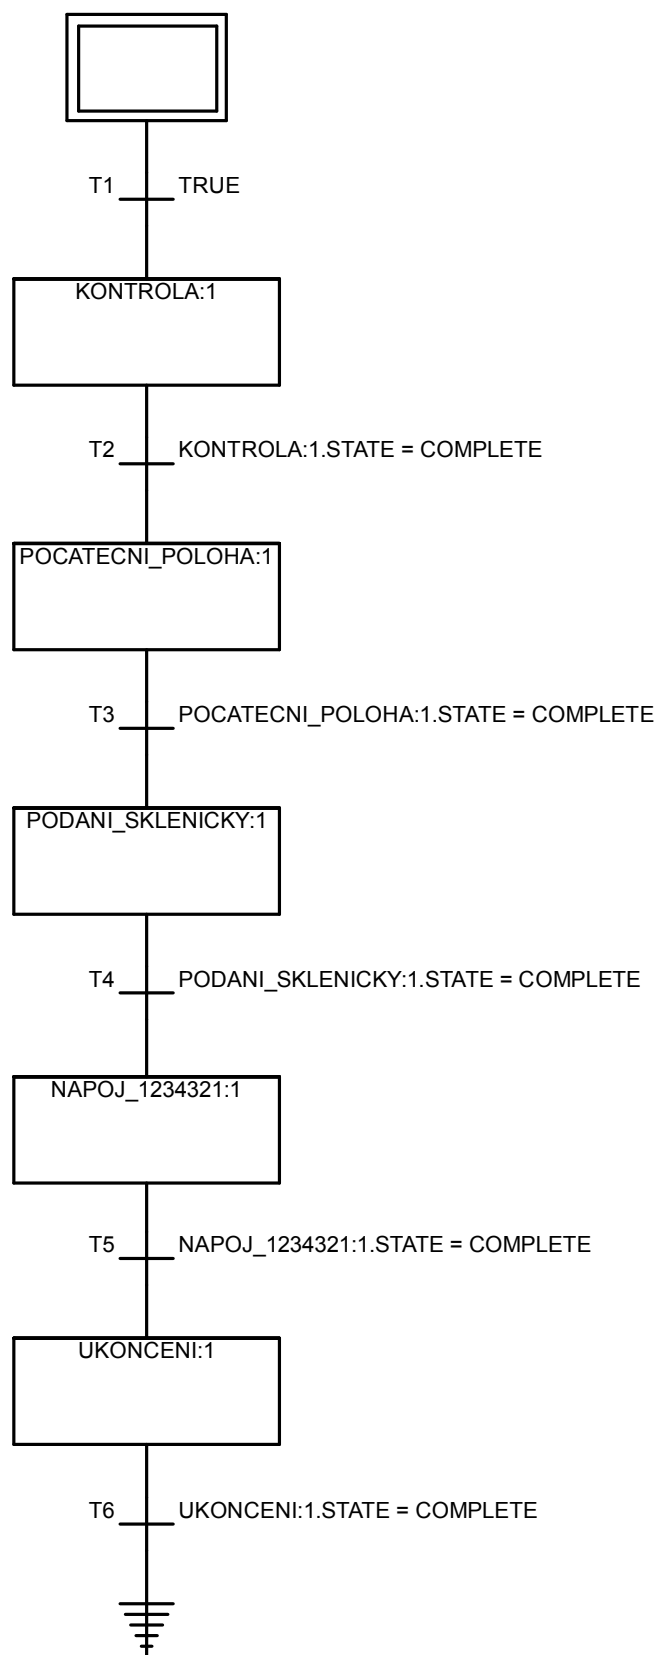 T1 TRUE
KONTROLA:1
T2 KONTROLA:1.STATE = COMPLETE
POCATECNI_POLOHA:1
T3 POCATECNI_POLOHA:1.STATE = COMPLETE
PODANI_SKLENICKY:1
T4 PODANI_SKLENICKY:1.STATE = COMPLETE
NAPOJ_1234321:1
T5 NAPOJ_1234321:1.STATE = COMPLETE
UKONCENI:1
T6 UKONCENI:1.STATE = COMPLETE